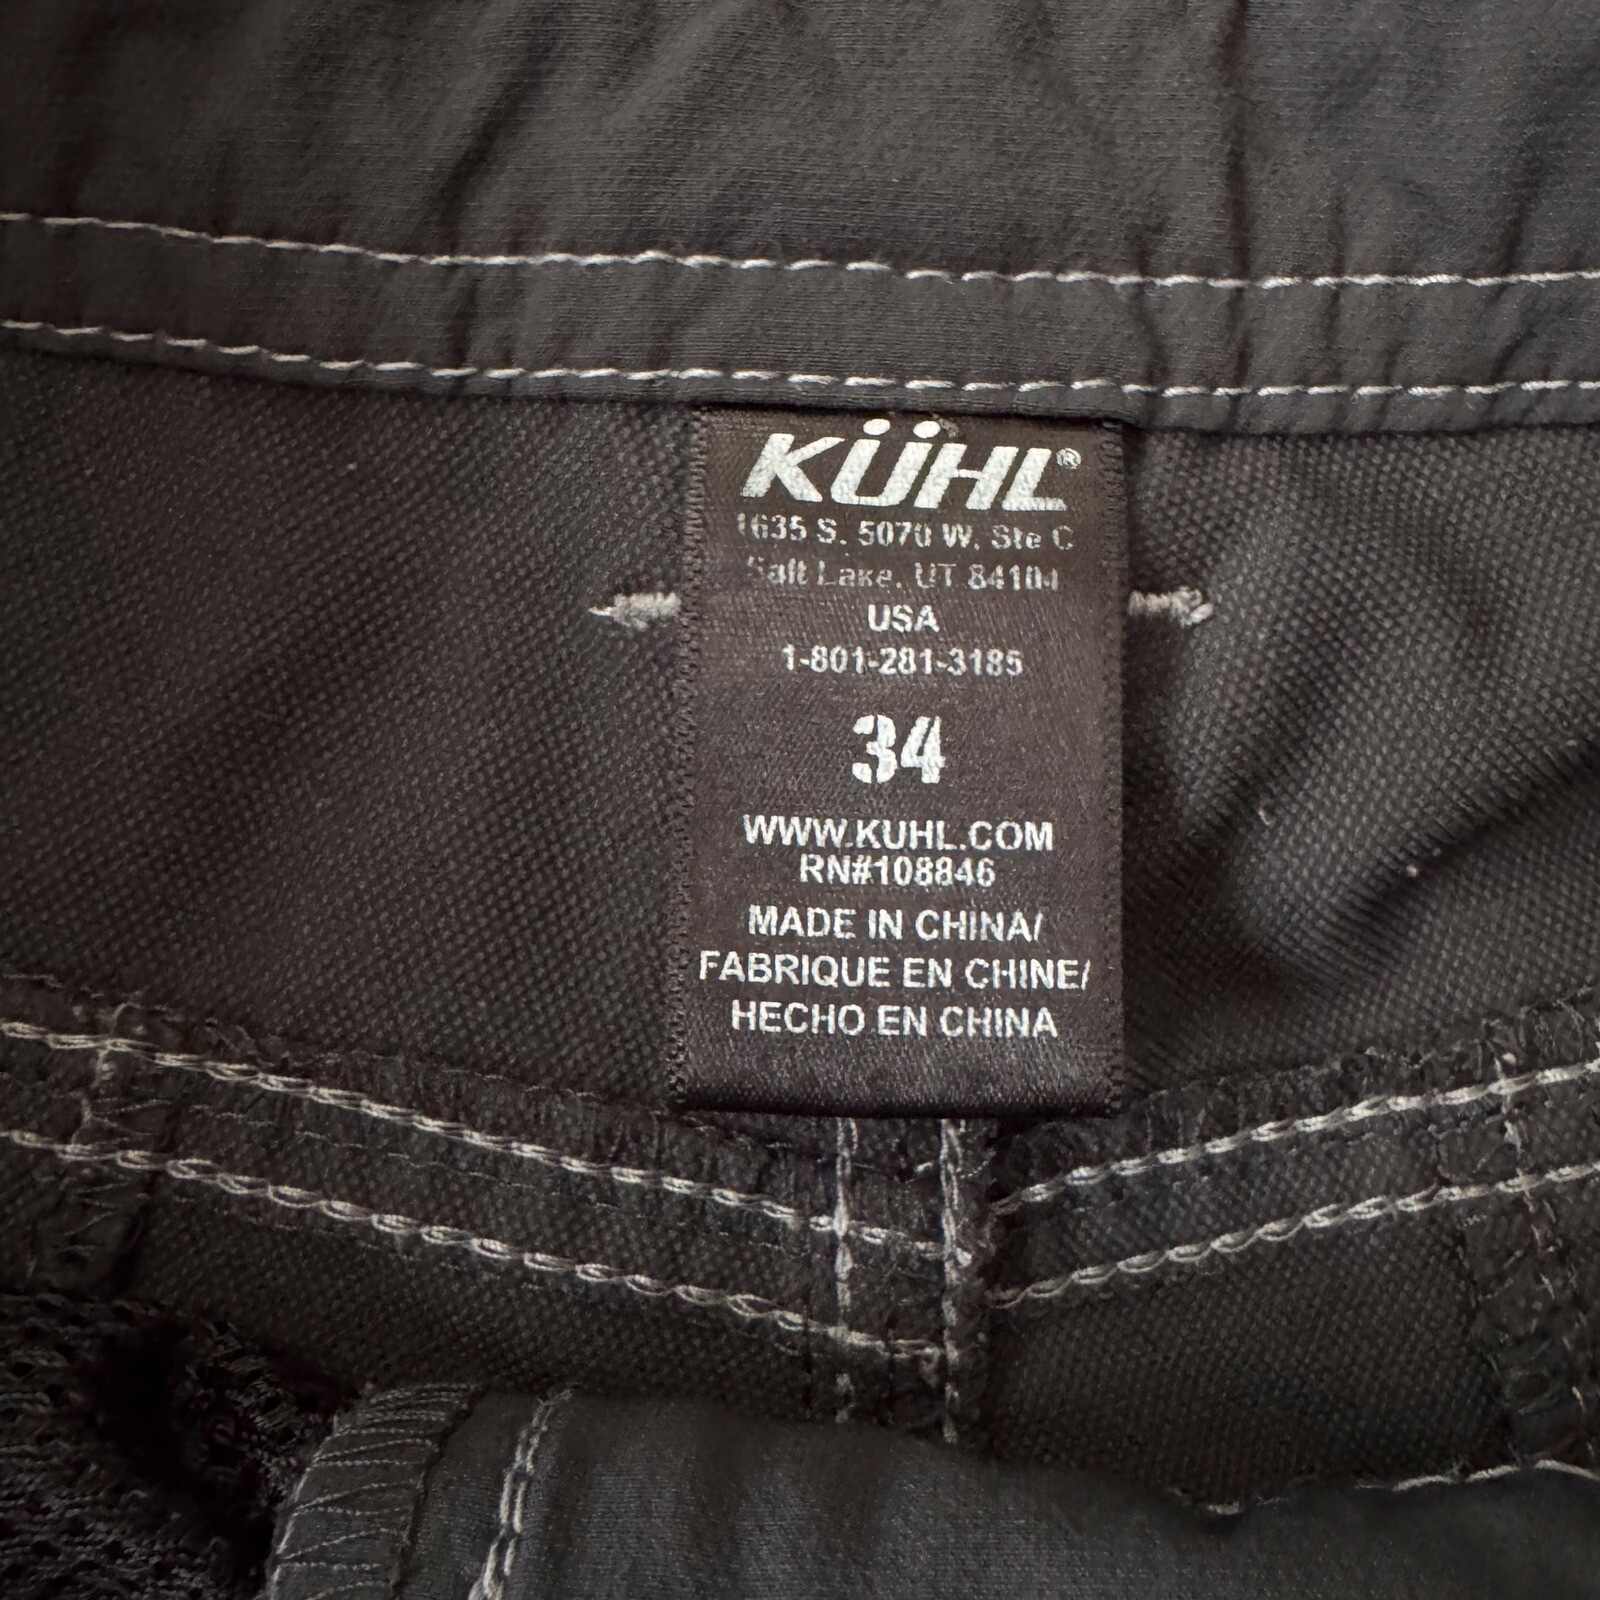 KÜHL®
1635 S. 5070 W. Ste C
Salt Lake, UT 84104
USA
1-801-281-3185
34
WWW.KUHL.COM
RN#108846
MADE IN CHINA/
FABRIQUE EN CHINE/
HECHO EN CHINA